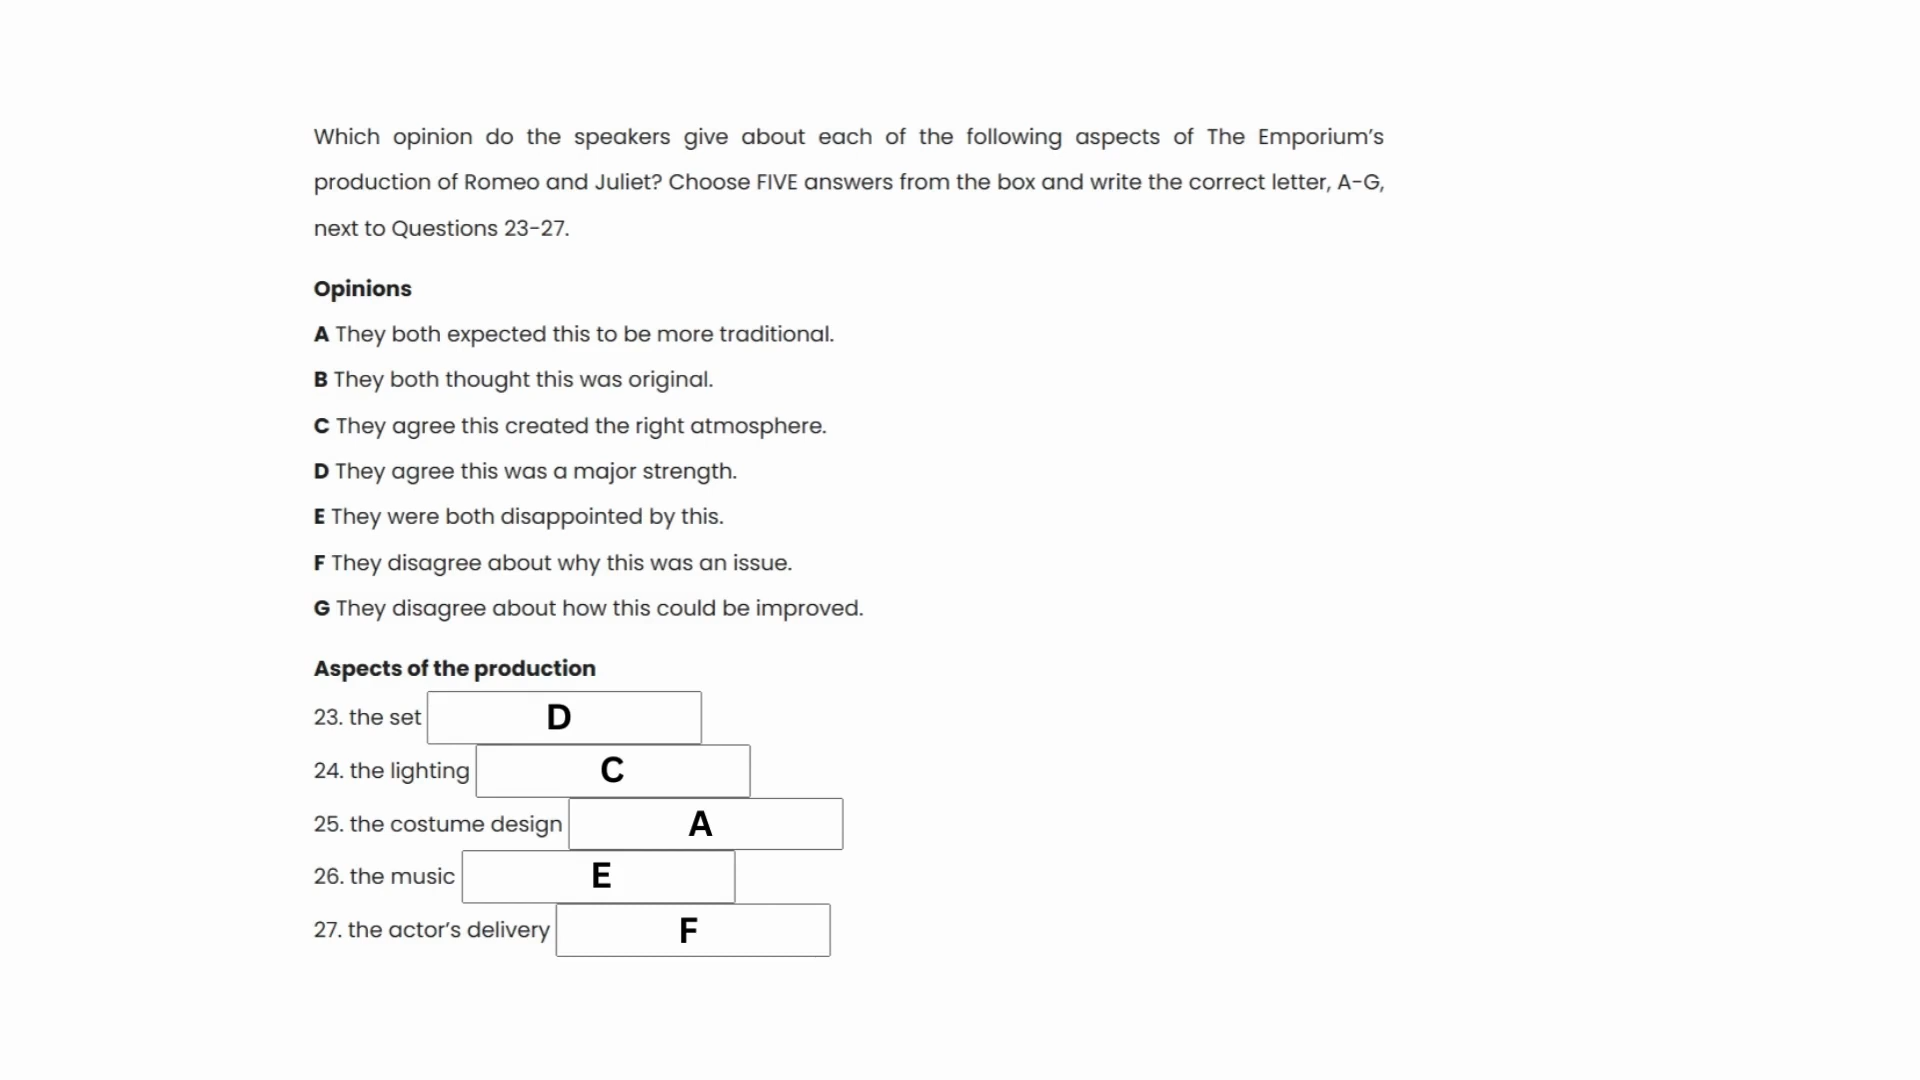 Which opinion do the speakers give about each of the following aspects of The Emporium's
production of Romeo and Juliet? Choose FIVE answers from the box and write the correct letter, A-G,
next to Questions 23-27.
Opinions
A They both expected this to be more traditional.
B They both thought this was original.
C They agree this created the right atmosphere.
D They agree this was a major strength.
E They were both disappointed by this.
F They disagree about why this was an issue.
G They disagree about how this could be improved.
Aspects of the production
23. the set D
24. the lighting C
25. the costume design A
26. the music E
27. the actor's delivery F